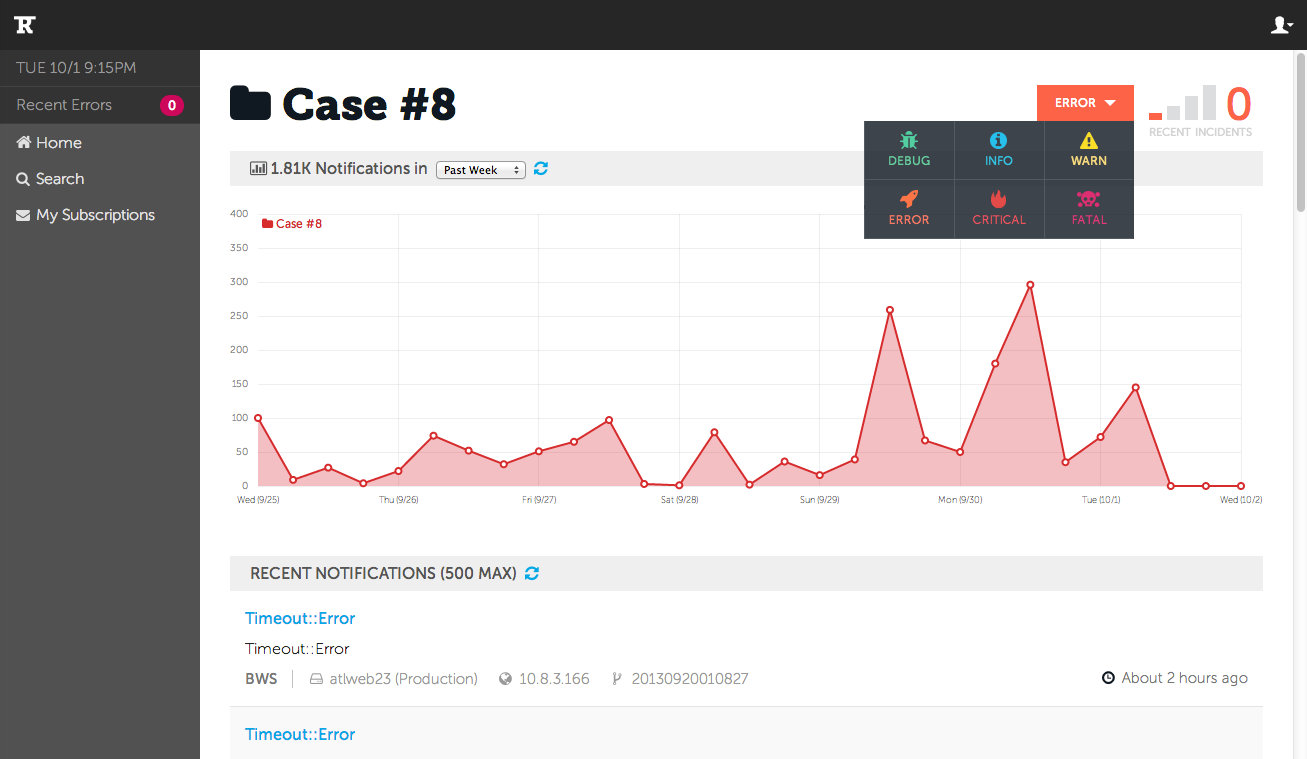 R
TUE 10/1 9:15PM
Recent Errors 0
Home
Search
My Subscriptions
Case #8
ERROR
0
RECENT INCIDENTS
DEBUG INFO WARN
ERROR CRITICAL FATAL
1.81K Notifications in Past Week
Case #8
400
350
300
250
200
150
100
50
0
Wed (9/25) Thu (9/26) Fri (9/27) Sat (9/28) Sun (9/29) Mon (9/30) Tue (10/1) Wed (10/2)
RECENT NOTIFICATIONS (500 MAX)
Timeout::Error
Timeout::Error
BWS atlweb23 (Production) 10.8.3.166 20130920010827 About 2 hours ago
Timeout::Error